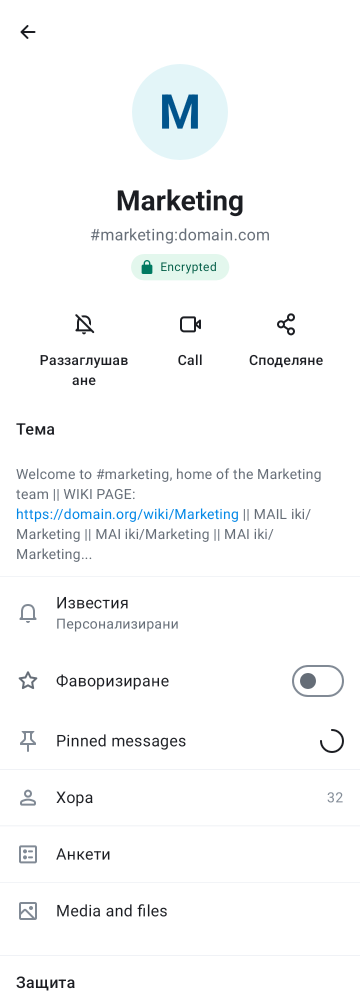 M
Marketing
#marketing:domain.com
Encrypted
Раззаглушав
ане
Call
Споделяне
Тема
Welcome to #marketing, home of the Marketing
team || WIKI PAGE:
https://domain.org/wiki/Marketing || MAIL iki/
Marketing || MAI iki/Marketing || MAI iki/
Marketing...
Известия
Персонализирани
Фаворизиране
Pinned messages
Хора
32
Анкети
Media and files
Защита